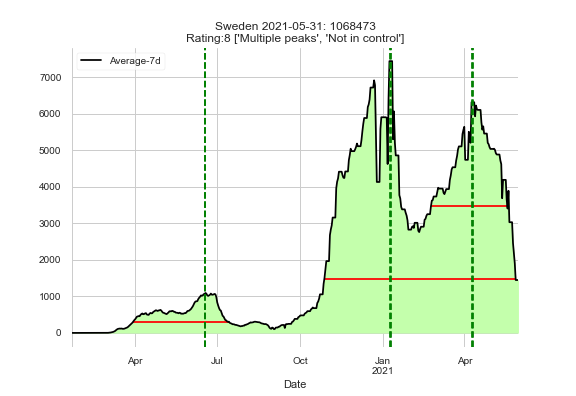 Sweden 2021-05-31: 1068473
Rating:8 ['Multiple peaks', 'Not in control']
Average-7d
7000
6000
5000
4000
3000
2000
1000
0
Apr
Jul
Oct
Jan
2021
Apr
Date